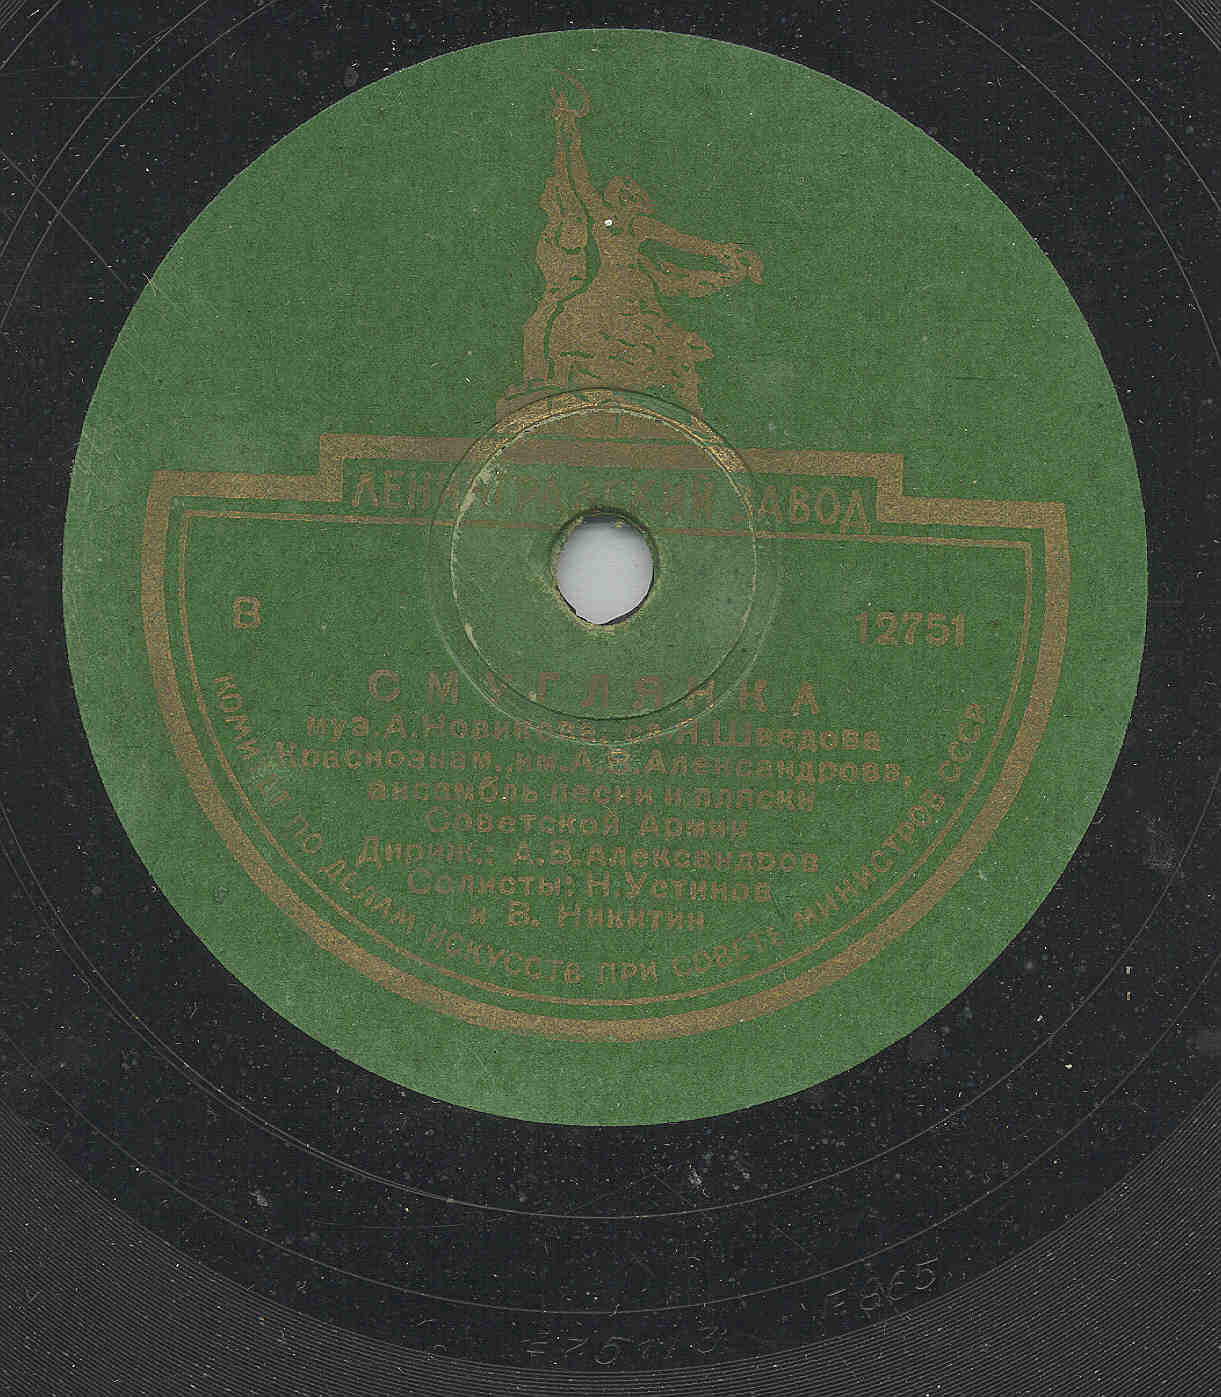 ЛЕНИНГРАДСКИЙ ЗАВОД
В 12751
СМУГЛЯНКА
муз.А.Новикова, сл.Я.Шведова
Краснознам. им.А.В.Александрова,
ансамбль песни и пляски
Советской Армии
Дириж.: А.В.Александров
Солисты: Н.Устинов
и В. Никитин
КОМИТЕТ ПО ДЕЛАМ ИСКУССТВ ПРИ СОВЕТЕ МИНИСТРОВ СССР